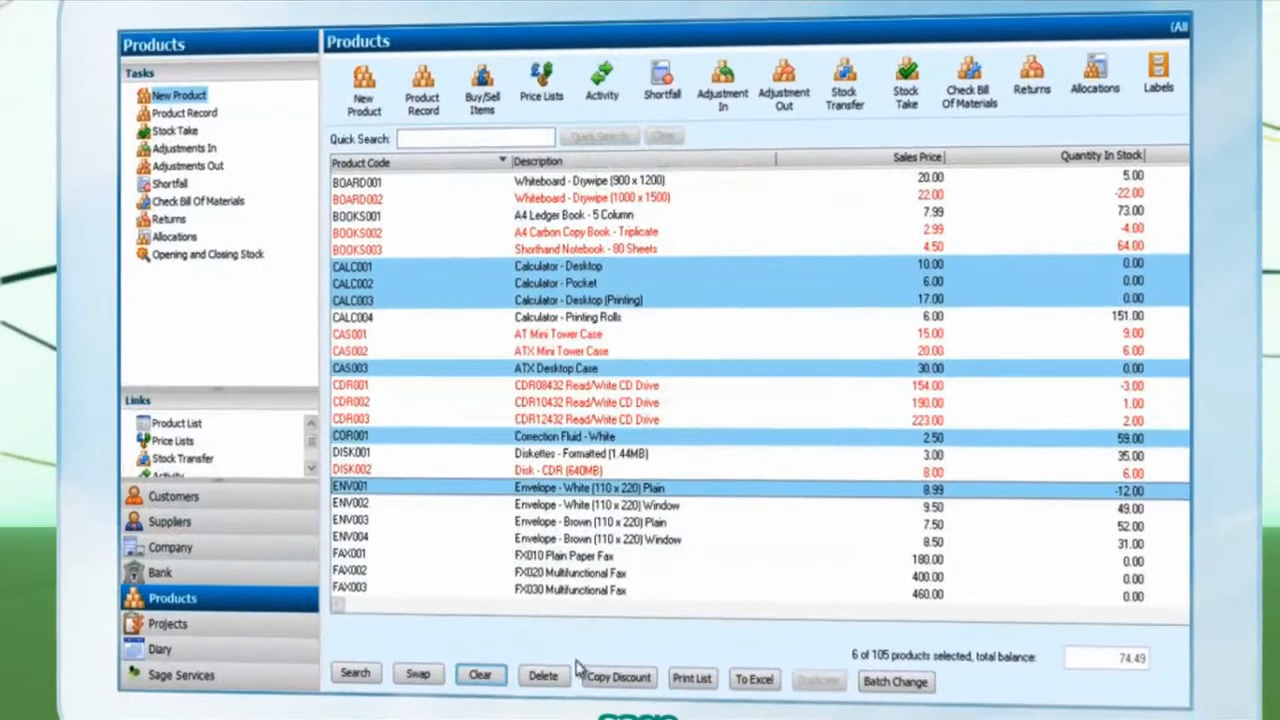 Products
Tasks
New Product
Product Record
Stock Take
Adjustments In
Adjustments Out
Shortfall
Check Bill Of Materials
Returns
Allocations
Opening and Closing Stock
Links
Product List
Price Lists
Stock Transfer
Activity
Customers
Suppliers
Company
Bank
Products
Projects
Diary
Sage Services
Products (All
New Product
Product Record
Buy/Sell Items
Price Lists
Activity
Shortfall
Adjustment In
Adjustment Out
Stock Transfer
Stock Take
Check Bill Of Materials
Returns
Allocations
Labels
Quick Search: Quick Search Clear
Product Code Description Sales Price Quantity In Stock
BOARD001 Whiteboard - Drywipe (900 x 1200) 20.00 5.00
BOARD002 Whiteboard - Drywipe (1000 x 1500) 22.00 -22.00
BOOKS001 A4 Ledger Book - 5 Column 7.99 73.00
BOOKS002 A4 Carbon Copy Book - Triplicate 2.99 -4.00
BOOKS003 Shorthand Notebook - 80 Sheets 4.50 64.00
CALC001 Calculator - Desktop 10.00 0.00
CALC002 Calculator - Pocket 6.00 0.00
CALC003 Calculator - Desktop (Printing) 17.00 0.00
CALC004 Calculator - Printing Rolls 6.00 151.00
CAS001 AT Mini Tower Case 15.00 9.00
CAS002 ATX Mini Tower Case 20.00 6.00
CAS003 ATX Desktop Case 30.00 0.00
CDR001 CDR08432 Read/Write CD Drive 154.00 -3.00
CDR002 CDR10432 Read/Write CD Drive 190.00 1.00
CDR003 CDR12432 Read/Write CD Drive 223.00 2.00
COR001 Correction Fluid - White 2.50 59.00
DISK001 Diskettes - Formatted (1.44MB) 3.00 35.00
DISK002 Disk - CDR (640MB) 8.00 6.00
ENV001 Envelope - White (110 x 220) Plain 8.99 -12.00
ENV002 Envelope - White (110 x 220) Window 9.50 49.00
ENV003 Envelope - Brown (110 x 220) Plain 7.50 52.00
ENV004 Envelope - Brown (110 x 220) Window 8.50 31.00
FAX001 FX010 Plain Paper Fax 180.00 0.00
FAX002 FX020 Multifunctional Fax 400.00 0.00
FAX003 FX030 Multifunctional Fax 460.00 0.00
6 of 105 products selected, total balance: 74.49
Search Swap Clear Delete Copy Discount Print List To Excel Duplicate Batch Change
sage